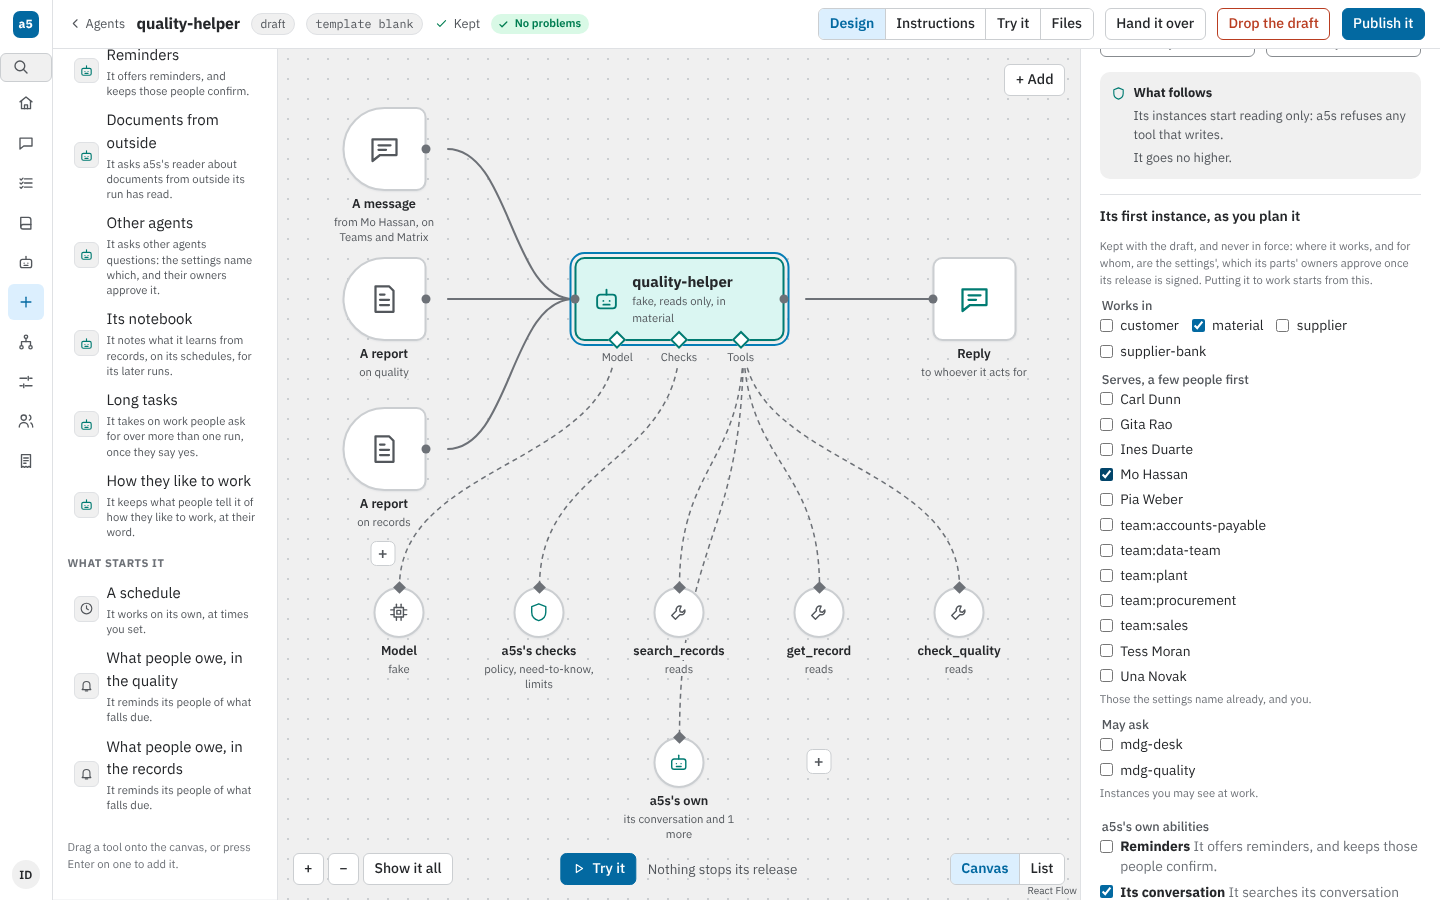 a5
Agents
quality-helper
draft
template blank
Kept
No problems
Design
Instructions
Try it
Files
Hand it over
Drop the draft
Publish it
Reminders
It offers reminders, and
keeps those people confirm.
Documents from
outside
It asks a5s's reader about
documents from outside its
run has read.
Other agents
It asks other agents
questions: the settings name
which, and their owners
approve it.
Its notebook
It notes what it learns from
records, on its schedules, for
its later runs.
Long tasks
It takes on work people ask
for over more than one run,
once they say yes.
How they like to work
It keeps what people tell it of
how they like to work, at their
word.
WHAT STARTS IT
A schedule
It works on its own, at times
you set.
What people owe, in
the quality
It reminds its people of what
falls due.
What people owe, in
the records
It reminds its people of what
falls due.
Drag a tool onto the canvas, or press
Enter on one to add it.
ID
+ Add
A message
from Mo Hassan, on
Teams and Matrix
A report
on quality
A report
on records
quality-helper
fake, reads only, in
material
Model
Checks
Tools
Reply
to whoever it acts for
+
Model
fake
a5s's checks
policy, need-to-know,
limits
search_records
reads
get_record
reads
check_quality
reads
a5s's own
its conversation and 1
more
+
+
−
Show it all
Try it
Nothing stops its release
Canvas
List
React Flow
What follows
Its instances start reading only: a5s refuses any
tool that writes.
It goes no higher.
Its first instance, as you plan it
Kept with the draft, and never in force: where it works, and for
whom, are the settings', which its parts' owners approve once
its release is signed. Putting it to work starts from this.
Works in
customer
material
supplier
supplier-bank
Serves, a few people first
Carl Dunn
Gita Rao
Ines Duarte
Mo Hassan
Pia Weber
team:accounts-payable
team:data-team
team:plant
team:procurement
team:sales
Tess Moran
Una Novak
Those the settings name already, and you.
May ask
mdg-desk
mdg-quality
Instances you may see at work.
a5s's own abilities
Reminders It offers reminders, and keeps those
people confirm.
Its conversation It searches its conversation